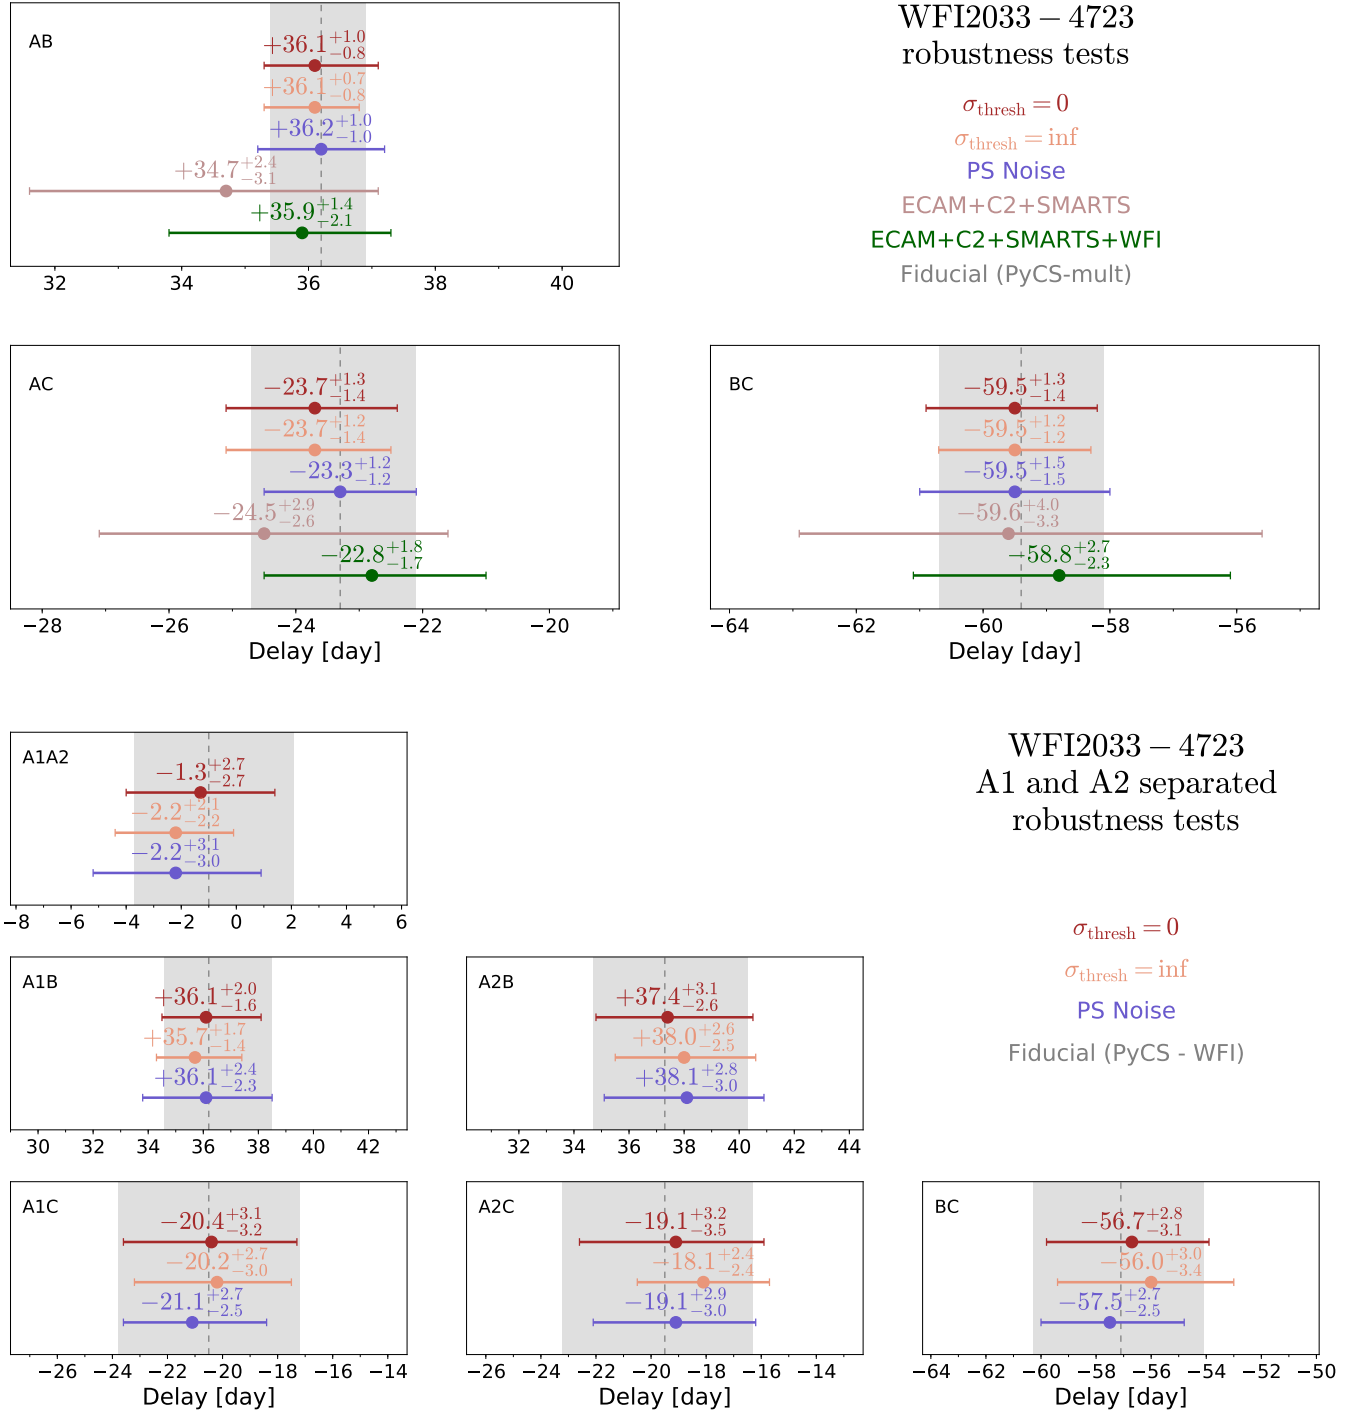 AB
+36.1 +1.0 −0.8
+36.1 +0.7 −0.8
+36.2 +1.0 −1.0
+34.7 +2.4 −3.1
+35.9 +1.4 −2.1
32 34 36 38 40
WFI2033 − 4723
robustness tests
σthresh = 0
σthresh = inf
PS Noise
ECAM+C2+SMARTS
ECAM+C2+SMARTS+WFI
Fiducial (PyCS-mult)
AC
−23.7 +1.3 −1.4
−23.7 +1.2 −1.4
−23.3 +1.2 −1.2
−24.5 +2.9 −2.6
−22.8 +1.8 −1.7
−28 −26 −24 −22 −20
Delay [day]
BC
−59.5 +1.3 −1.4
−59.5 +1.2 −1.2
−59.5 +1.5 −1.5
−59.6 +4.0 −3.3
−58.8 +2.7 −2.3
−64 −62 −60 −58 −56
Delay [day]
A1A2
−1.3 +2.7 −2.7
−2.2 +2.1 −2.2
−2.2 +3.1 −3.0
−8 −6 −4 −2 0 2 4 6
WFI2033 − 4723
A1 and A2 separated
robustness tests
σthresh = 0
σthresh = inf
PS Noise
Fiducial (PyCS - WFI)
A1B
+36.1 +2.0 −1.6
+35.7 +1.7 −1.4
+36.1 +2.4 −2.3
30 32 34 36 38 40 42
A2B
+37.4 +3.1 −2.6
+38.0 +2.6 −2.5
+38.1 +2.8 −3.0
32 34 36 38 40 42 44
A1C
−20.4 +3.1 −3.2
−20.2 +2.7 −3.0
−21.1 +2.7 −2.5
−26 −24 −22 −20 −18 −16 −14
Delay [day]
A2C
−19.1 +3.2 −3.5
−18.1 +2.4 −2.4
−19.1 +2.9 −3.0
−26 −24 −22 −20 −18 −16 −14
Delay [day]
BC
−56.7 +2.8 −3.1
−56.0 +3.0 −3.4
−57.5 +2.7 −2.5
−64 −62 −60 −58 −56 −54 −52 −50
Delay [day]